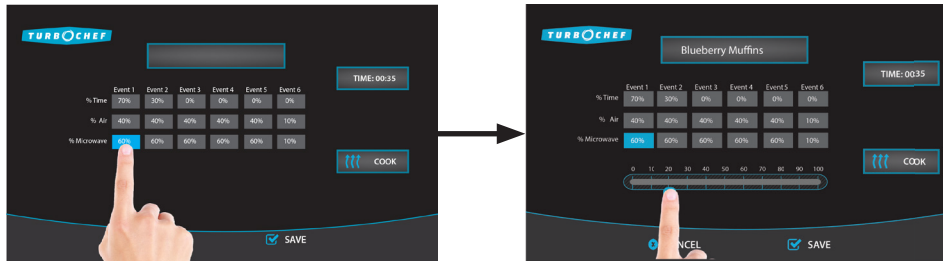 TURBOCHEF
TIME: 00:35
Event 1 Event 2 Event 3 Event 4 Event 5 Event 6
% Time 70% 30% 0% 0% 0% 0%
% Air 40% 40% 40% 40% 40% 10%
% Microwave 60% 60% 60% 60% 60% 10%
COOK
SAVE
TURBOCHEF
Blueberry Muffins
TIME: 0035
Event 1 Event 2 Event 3 Event 4 Event 5 Event 6
% Time 70% 30% 0% 0% 0% 0%
% Air 40% 40% 40% 40% 40% 10%
% Microwave 60% 60% 60% 60% 60% 10%
COOK
0 20 30 40 50 60 70 80 90 100
NCEL SAVE